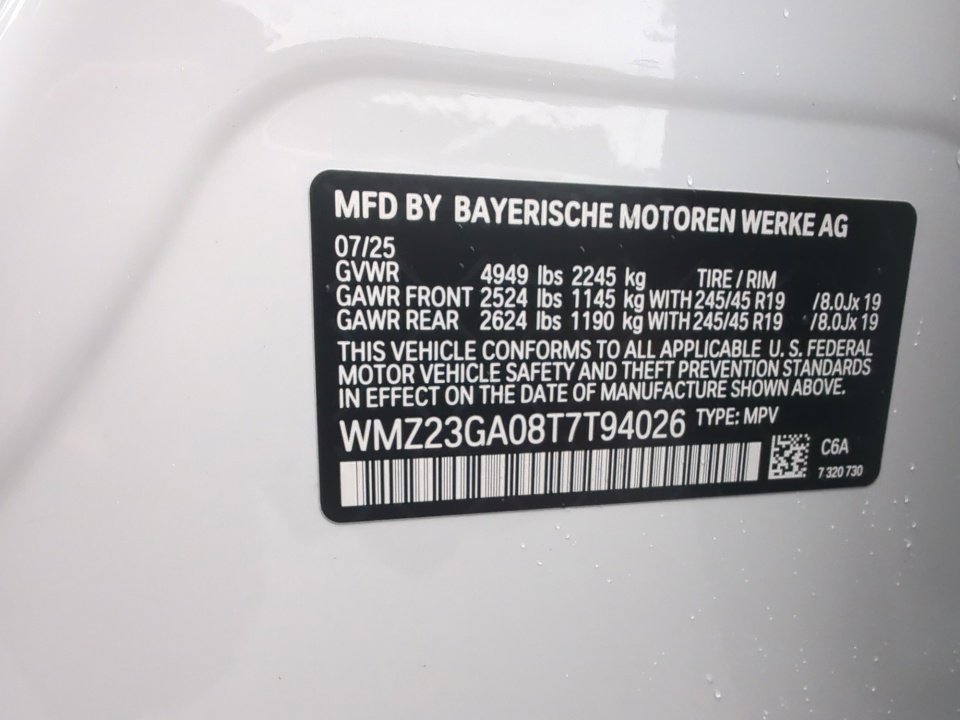 MFD BY BAYERISCHE MOTOREN WERKE AG
07/25
GVWR 4949 lbs 2245 kg TIRE / RIM
GAWR FRONT 2524 lbs 1145 kg WITH 245/45 R19 /8.0Jx 19
GAWR REAR 2624 lbs 1190 kg WITH 245/45 R19 /8.0Jx 19
THIS VEHICLE CONFORMS TO ALL APPLICABLE U. S. FEDERAL
MOTOR VEHICLE SAFETY AND THEFT PREVENTION STANDARDS
IN EFFECT ON THE DATE OF MANUFACTURE SHOWN ABOVE.
WMZ23GA08T7T94026 TYPE: MPV
C6A
7 320 730